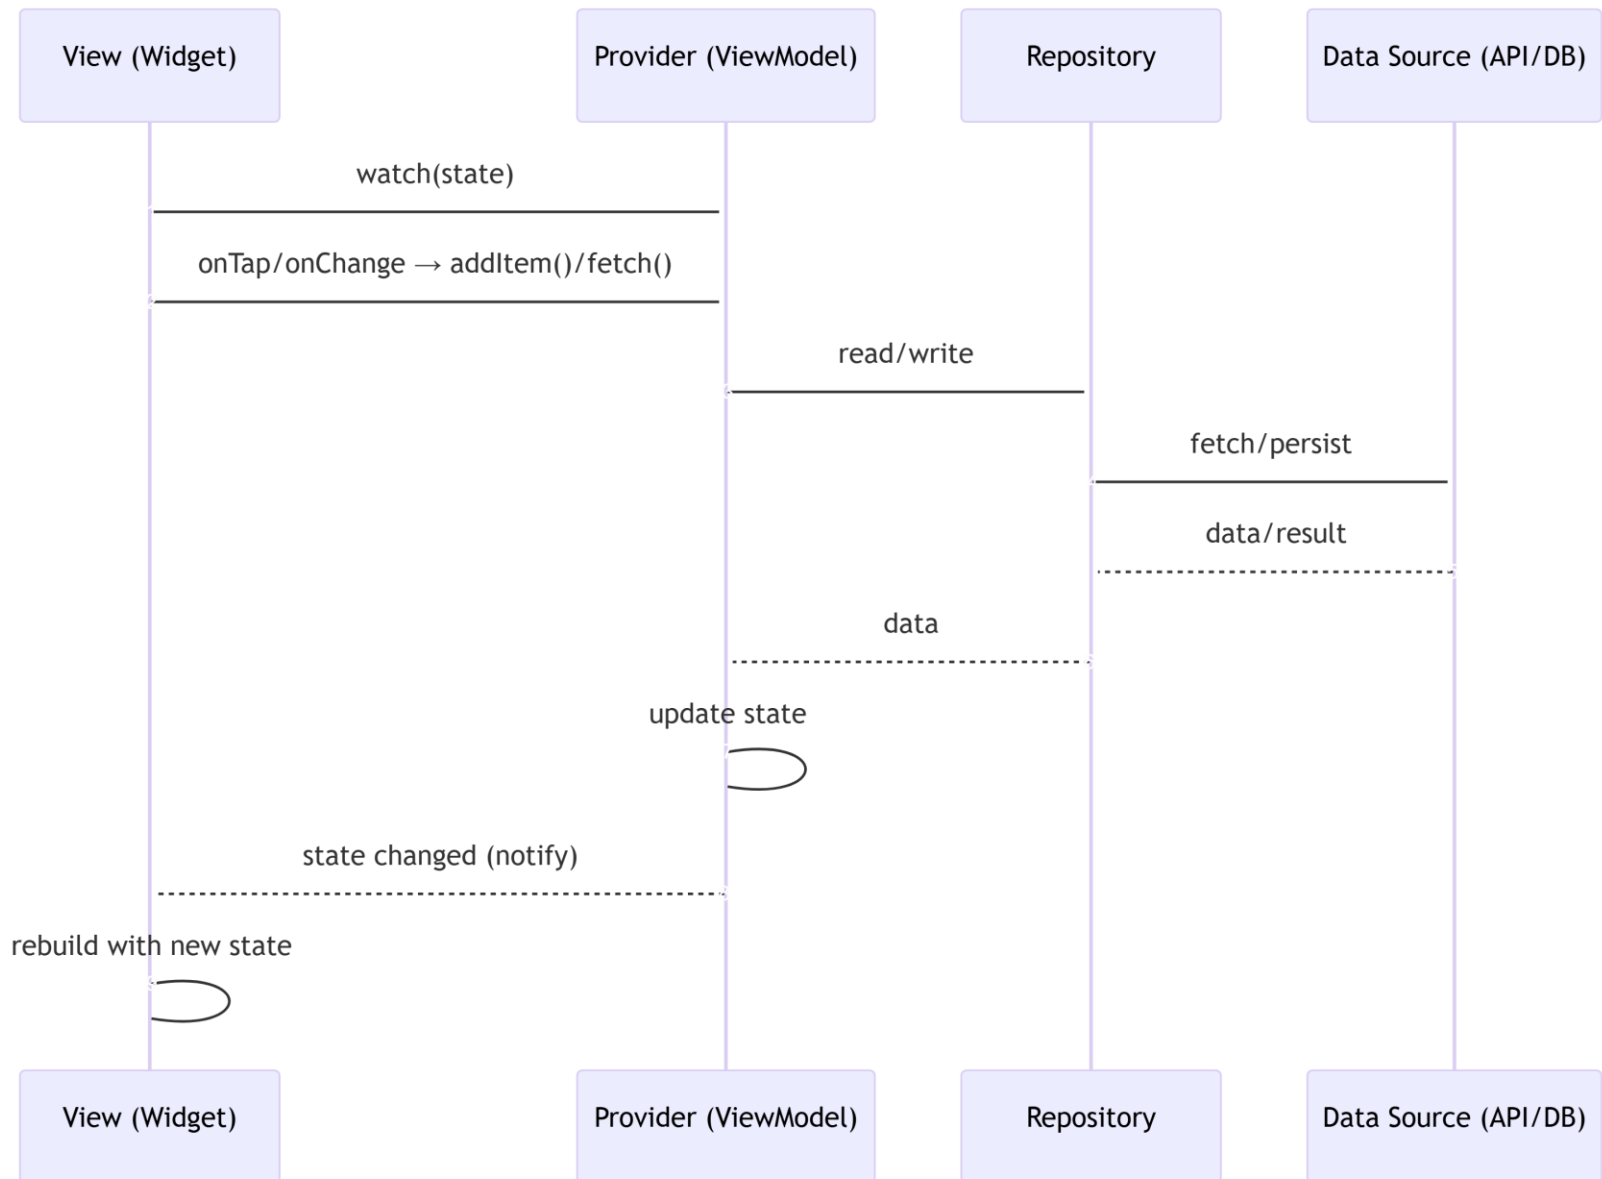 View (Widget)
Provider (ViewModel)
Repository
Data Source (API/DB)
watch(state)
onTap/onChange → addItem()/fetch()
read/write
fetch/persist
data/result
data
update state
state changed (notify)
rebuild with new state
View (Widget)
Provider (ViewModel)
Repository
Data Source (API/DB)